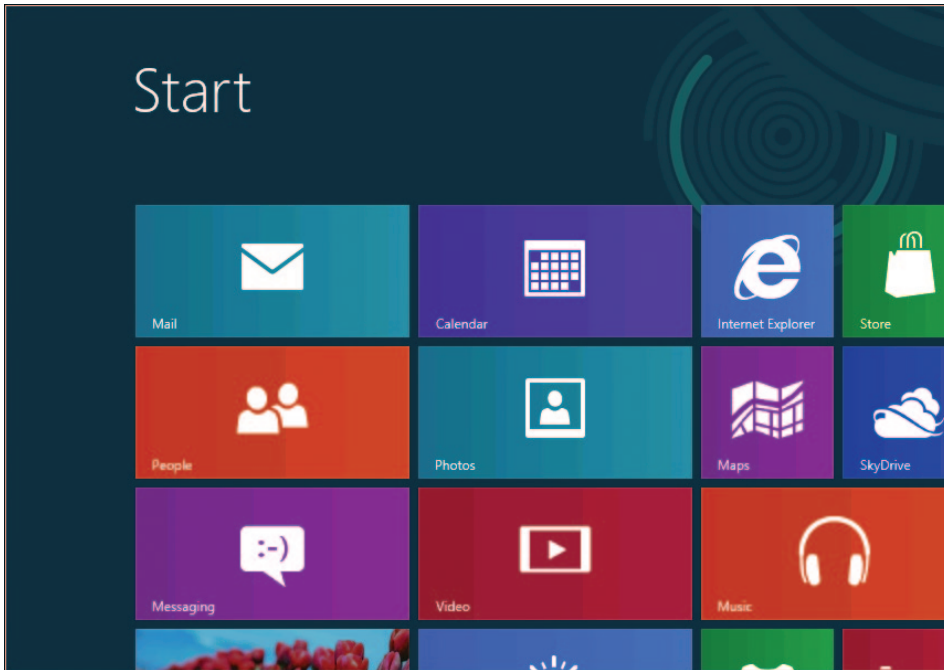 Start
Mail
Calendar
Internet Explorer
Store
People
Photos
Maps
SkyDrive
:-)
Messaging
Video
Music